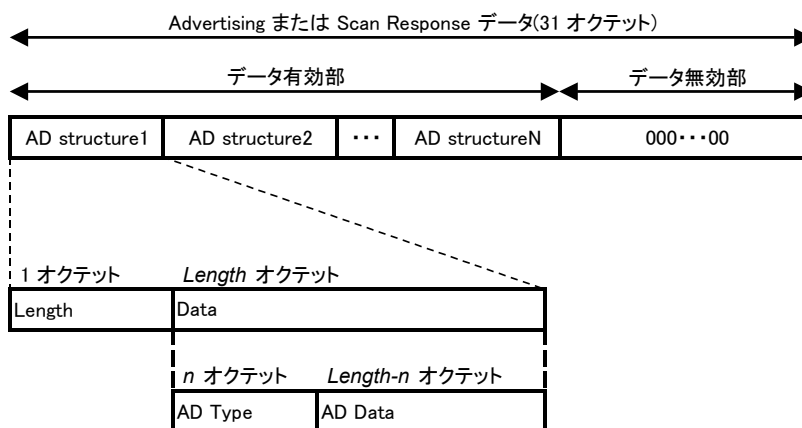 Advertising または Scan Response データ(31 オクテット)
データ有効部 データ無効部
AD structure1 AD structure2 ・・・ AD structureN 000・・・00
1 オクテット Length オクテット
Length Data
n オクテット Length-n オクテット
AD Type AD Data